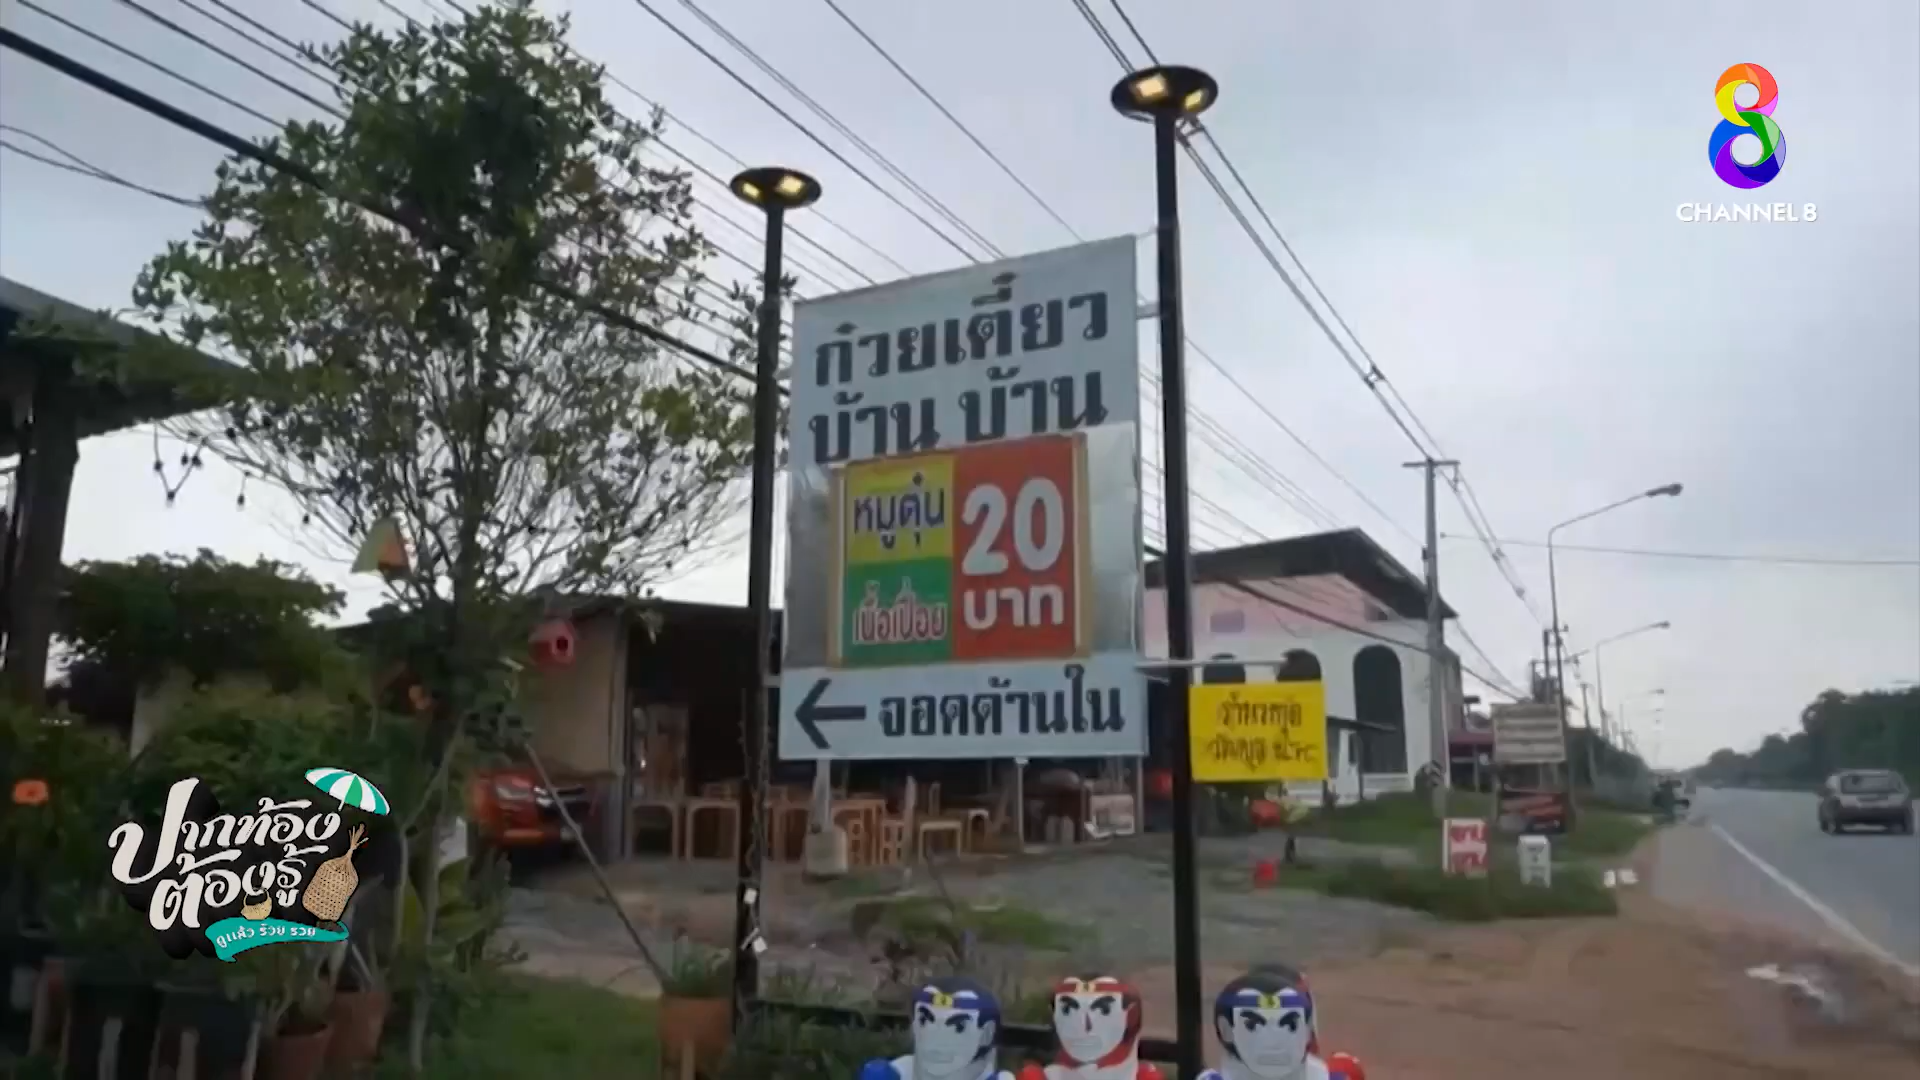 CHANNEL 8
ก๋วยเตี๋ยว
บ้าน บ้าน
หมูตุ๋น
เนื้อเปื่อย
20
บาท
← จอดด้านใน
ปากท้อง
ต้องรู้
ดูแล้ว รวย รวย